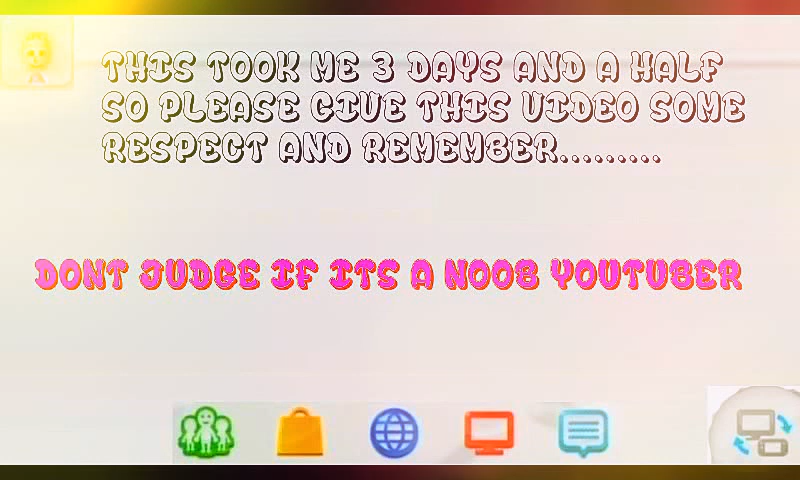 THIS TOOK ME 3 DAYS AND A HALF
SO PLEASE GIVE THIS VIDEO SOME
RESPECT AND REMEMBER.........
DONT JUDGE IF ITS A NOOB YOUTUBER